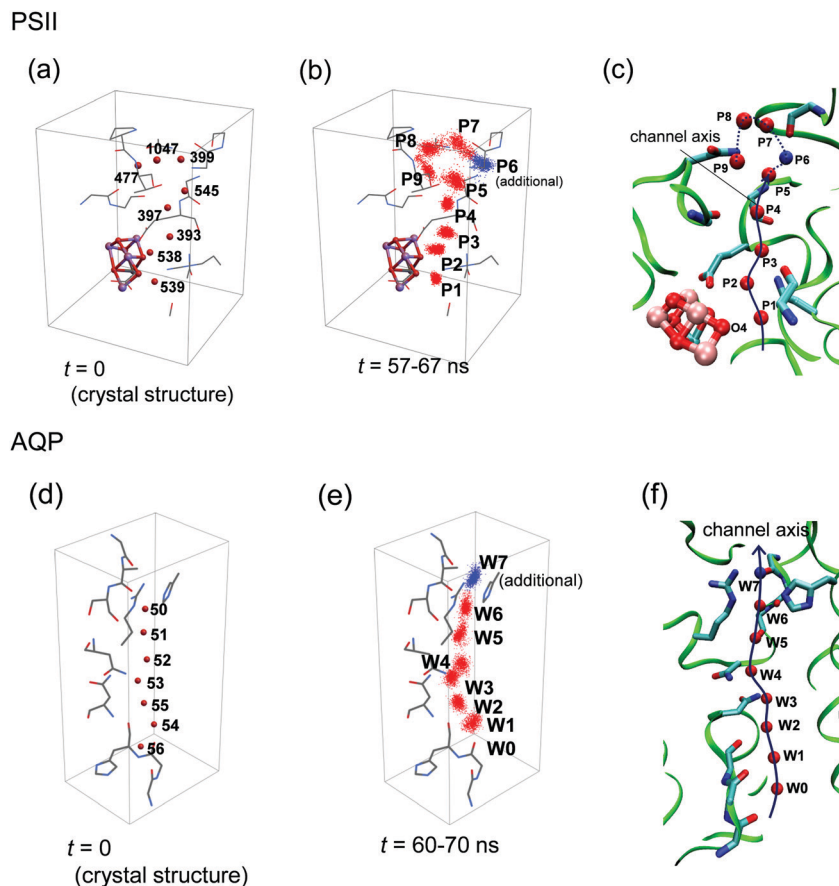 PSII
(a)
(b)
(c)
1047
399
477
545
397
393
538
539
t = 0
(crystal structure)
P7
P8
P6
(additional)
P9
P5
P4
P3
P2
P1
t = 57-67 ns
P8
P7
channel axis
P9
P6
P5
P4
P3
P2
P1
O4
AQP
(d)
(e)
(f)
50
51
52
53
55
54
56
t = 0
(crystal structure)
W7
(additional)
W6
W5
W4
W3
W2
W1
W0
t = 60-70 ns
channel axis
W7
W6
W5
W4
W3
W2
W1
W0